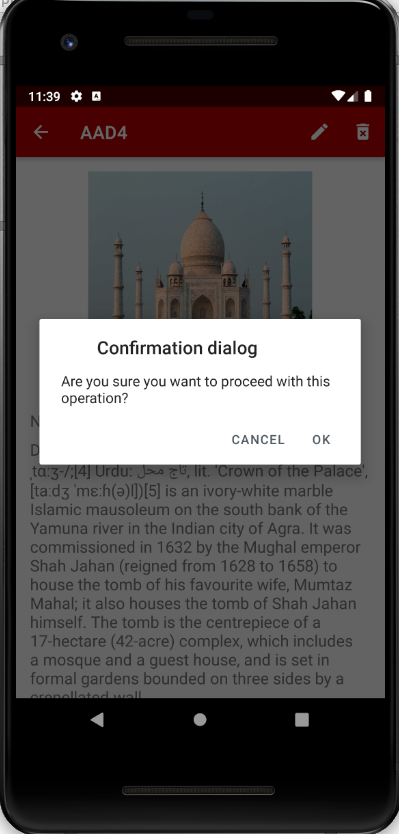 11:39
AAD4
Confirmation dialog
Are you sure you want to proceed with this
operation?
CANCEL OK
N
D
ˌtɑːʒ-/;[4] Urdu: تاج محل, lit. 'Crown of the Palace',
[taːdʒ ˈmɛːɦ(ə)l])[5] is an ivory-white marble
Islamic mausoleum on the south bank of the
Yamuna river in the Indian city of Agra. It was
commissioned in 1632 by the Mughal emperor
Shah Jahan (reigned from 1628 to 1658) to
house the tomb of his favourite wife, Mumtaz
Mahal; it also houses the tomb of Shah Jahan
himself. The tomb is the centrepiece of a
17-hectare (42-acre) complex, which includes
a mosque and a guest house, and is set in
formal gardens bounded on three sides by a
crenellated wall